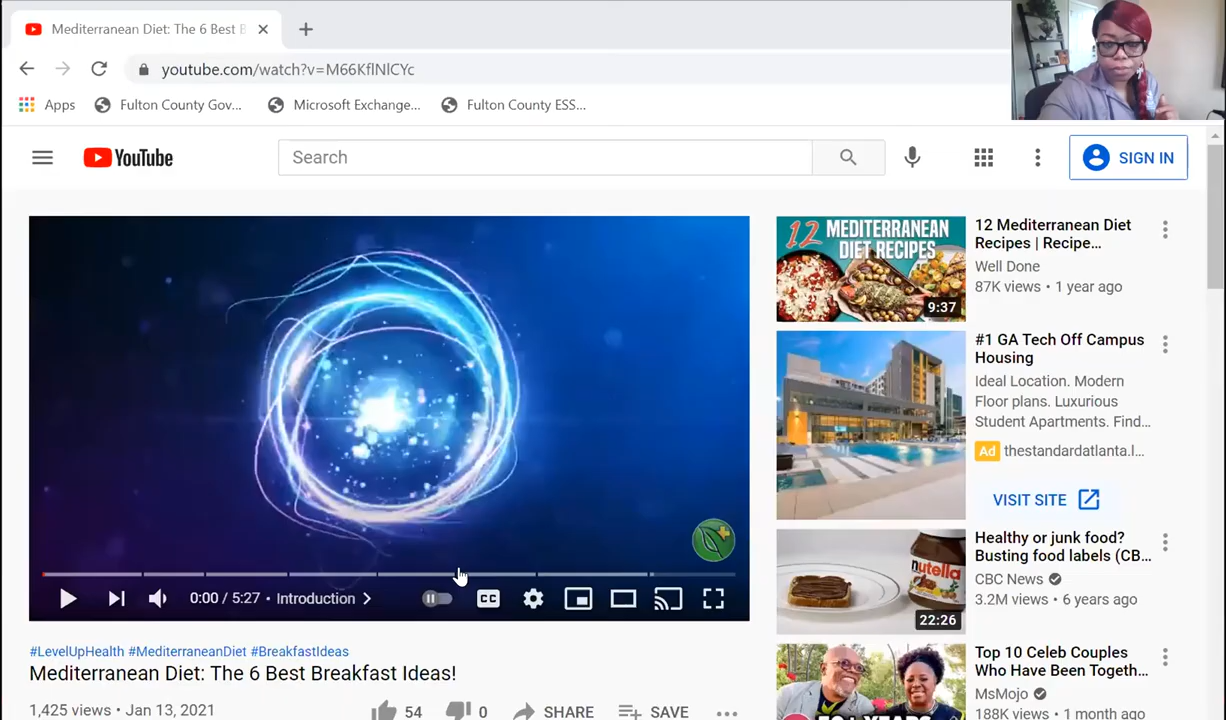 Mediterranean Diet: The 6 Best B
youtube.com/watch?v=M66KflNlCYc
Apps
Fulton County Gov...
Microsoft Exchange...
Fulton County ESS...
YouTube
Search
SIGN IN
12 MEDITERRANEAN
DIET RECIPES
9:37
12 Mediterranean Diet
Recipes | Recipe...
Well Done
87K views • 1 year ago
#1 GA Tech Off Campus
Housing
Ideal Location. Modern
Floor plans. Luxurious
Student Apartments. Find...
Ad thestandardatlanta.l...
VISIT SITE
nutella
22:26
Healthy or junk food?
Busting food labels (CB...
CBC News
3.2M views • 6 years ago
0:00 / 5:27 • Introduction
CC
#LevelUpHealth #MediterraneanDiet #BreakfastIdeas
Mediterranean Diet: The 6 Best Breakfast Ideas!
1,425 views • Jan 13, 2021
54
0
SHARE
SAVE
Top 10 Celeb Couples
Who Have Been Togeth...
MsMojo
188K views • 1 month ago